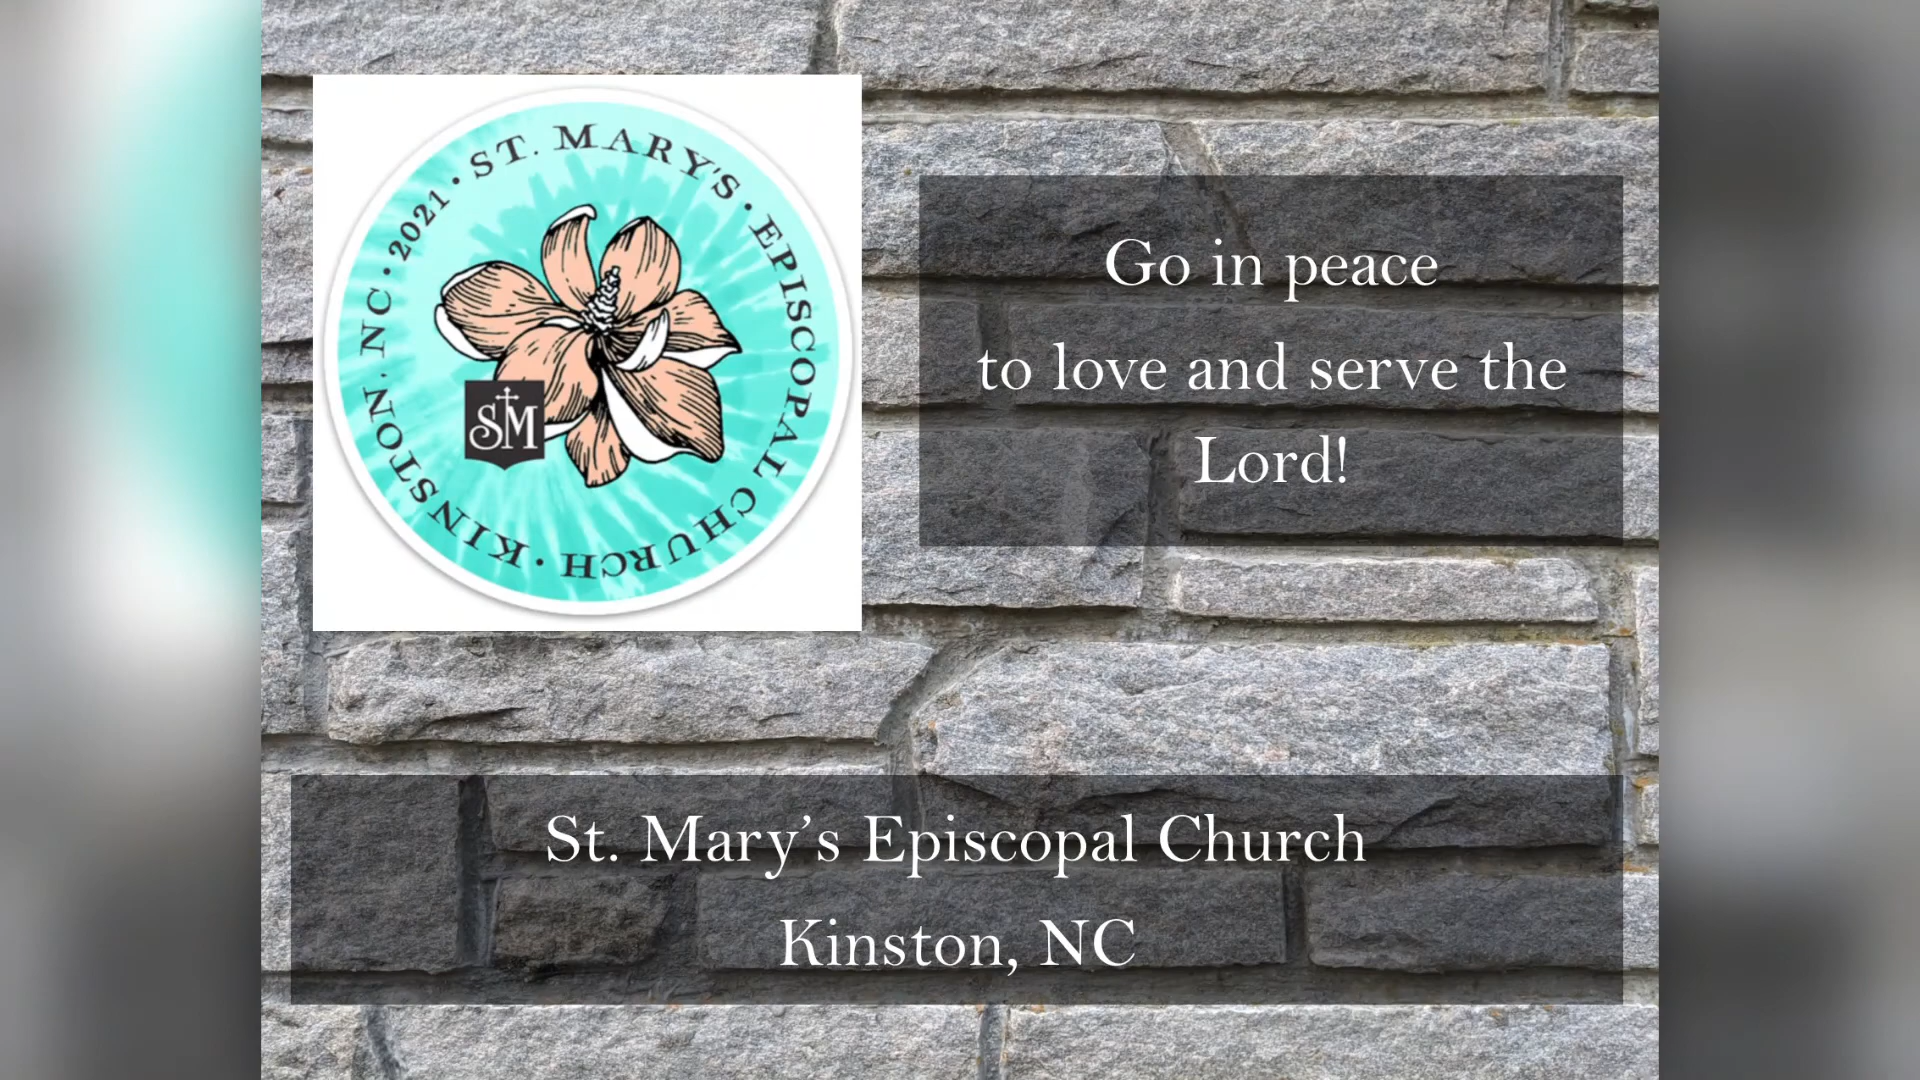 2021 • ST. MARY'S • EPISCOPAL CHURCH • KINSTON, NC •
SM
Go in peace
to love and serve the
Lord!
St. Mary’s Episcopal Church
Kinston, NC